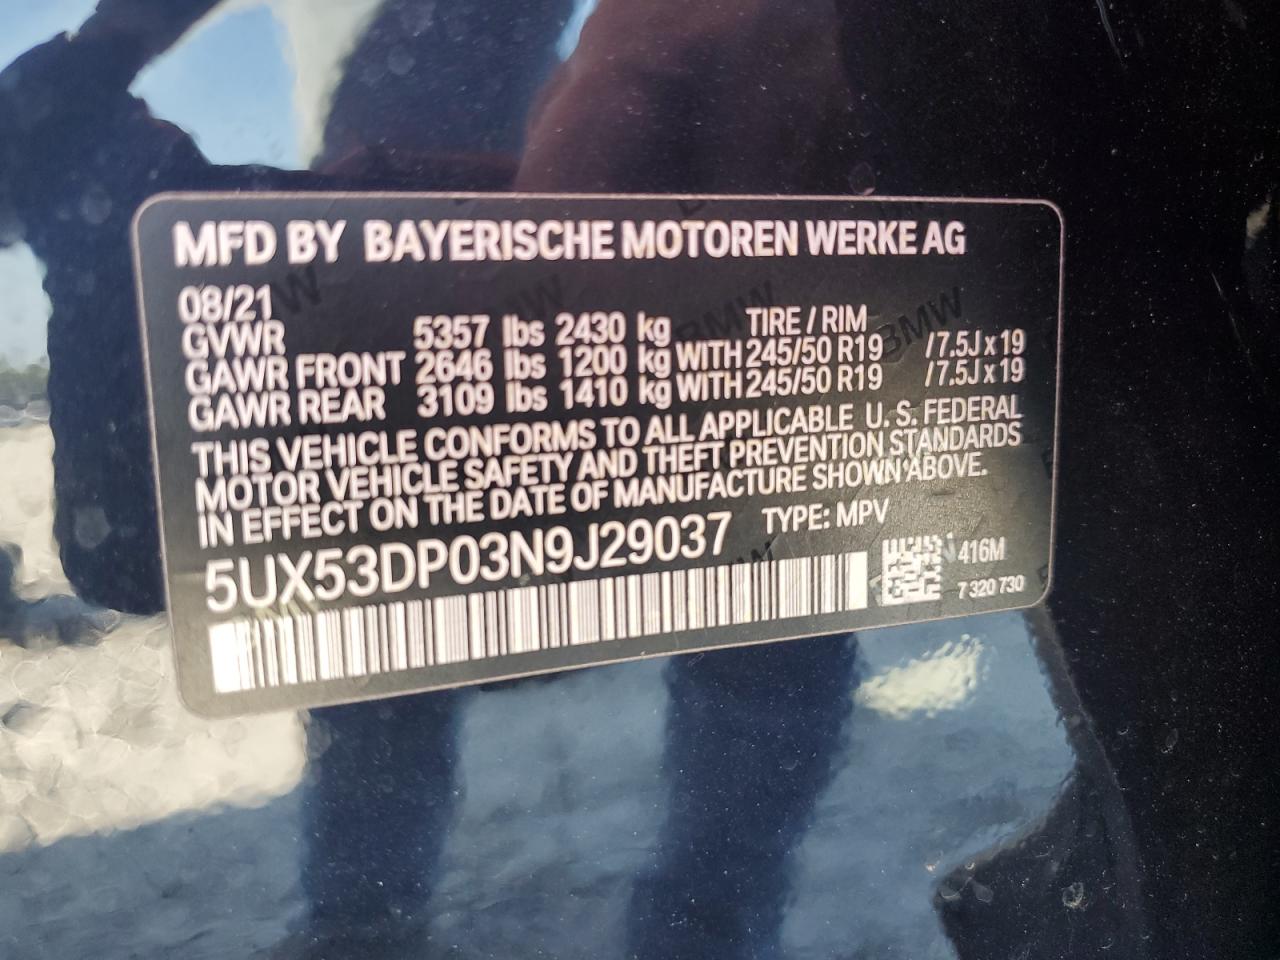 MFD BY BAYERISCHE MOTOREN WERKE AG
08/21
GVWR 5357 lbs 2430 kg TIRE / RIM
GAWR FRONT 2646 lbs 1200 kg WITH 245/50 R19 /7.5J x 19
GAWR REAR 3109 lbs 1410 kg WITH 245/50 R19 /7.5J x 19
THIS VEHICLE CONFORMS TO ALL APPLICABLE U. S. FEDERAL
MOTOR VEHICLE SAFETY AND THEFT PREVENTION STANDARDS
IN EFFECT ON THE DATE OF MANUFACTURE SHOWN ABOVE.
5UX53DP03N9J29037 TYPE: MPV
416M
7 320 730